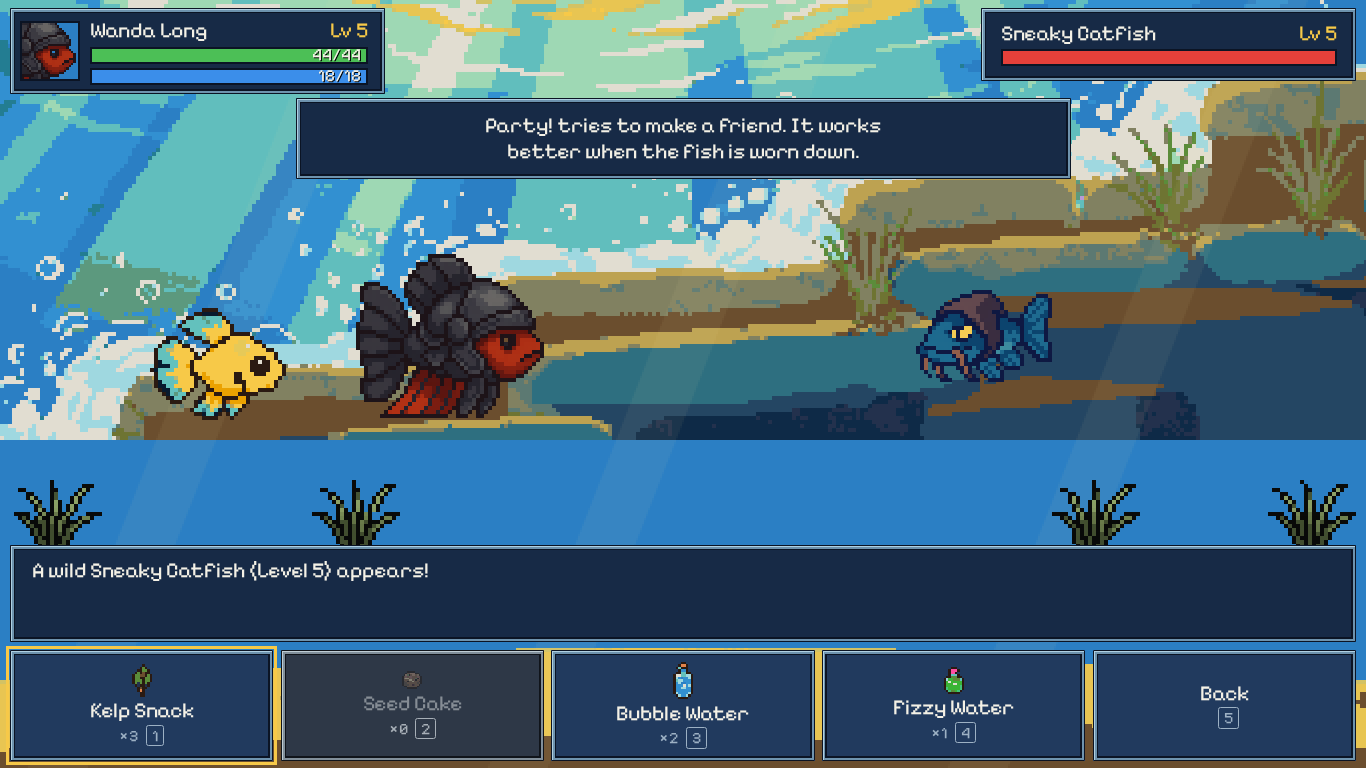 Wanda Long Lv 5
44/44
18/18
Sneaky Catfish Lv 5
Party! tries to make a friend. It works
better when the fish is worn down.
A wild Sneaky Catfish (Level 5) appears!
Kelp Snack
×3 1
Seed Cake
×0 2
Bubble Water
×2 3
Fizzy Water
×1 4
Back
5